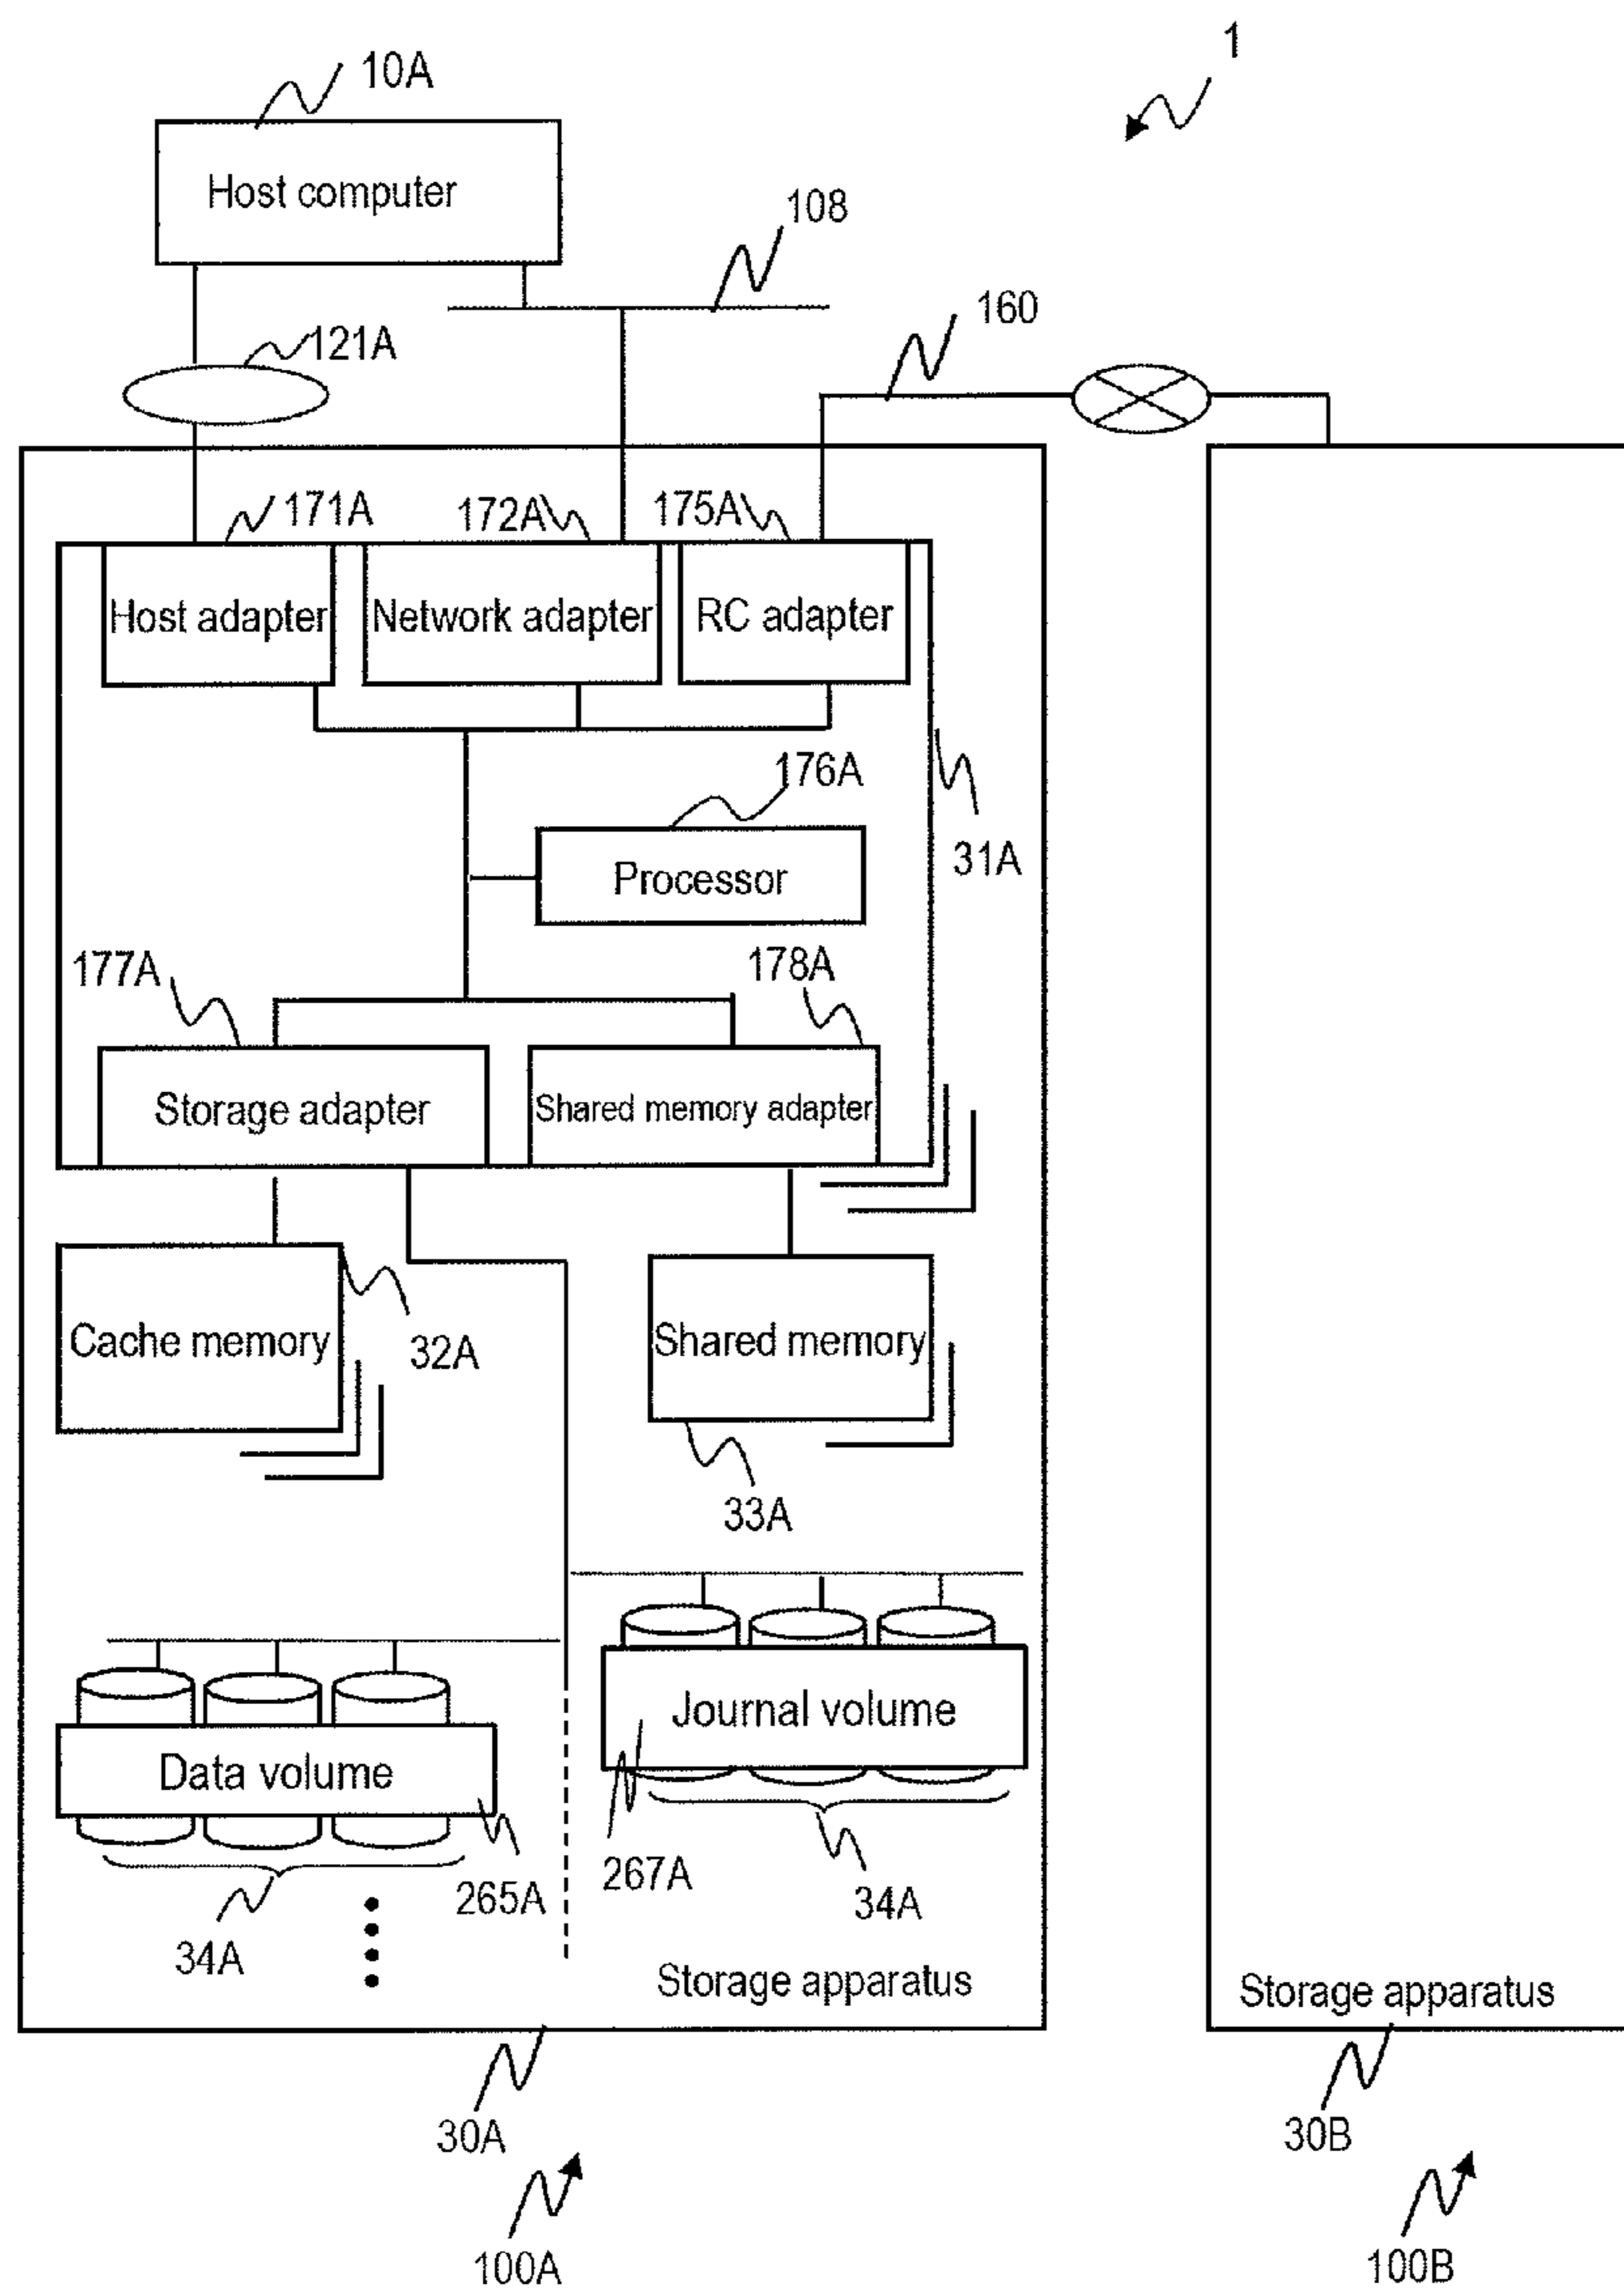 1
10A
Host computer
108
160
121A
171A
172A
175A
Host adapter
Network adapter
RC adapter
176A
Processor
31A
177A
178A
Storage adapter
Shared memory adapter
Cache memory
32A
Shared memory
33A
Journal volume
Data volume
267A
34A
265A
34A
Storage apparatus
Storage apparatus
30A
30B
100A
100B